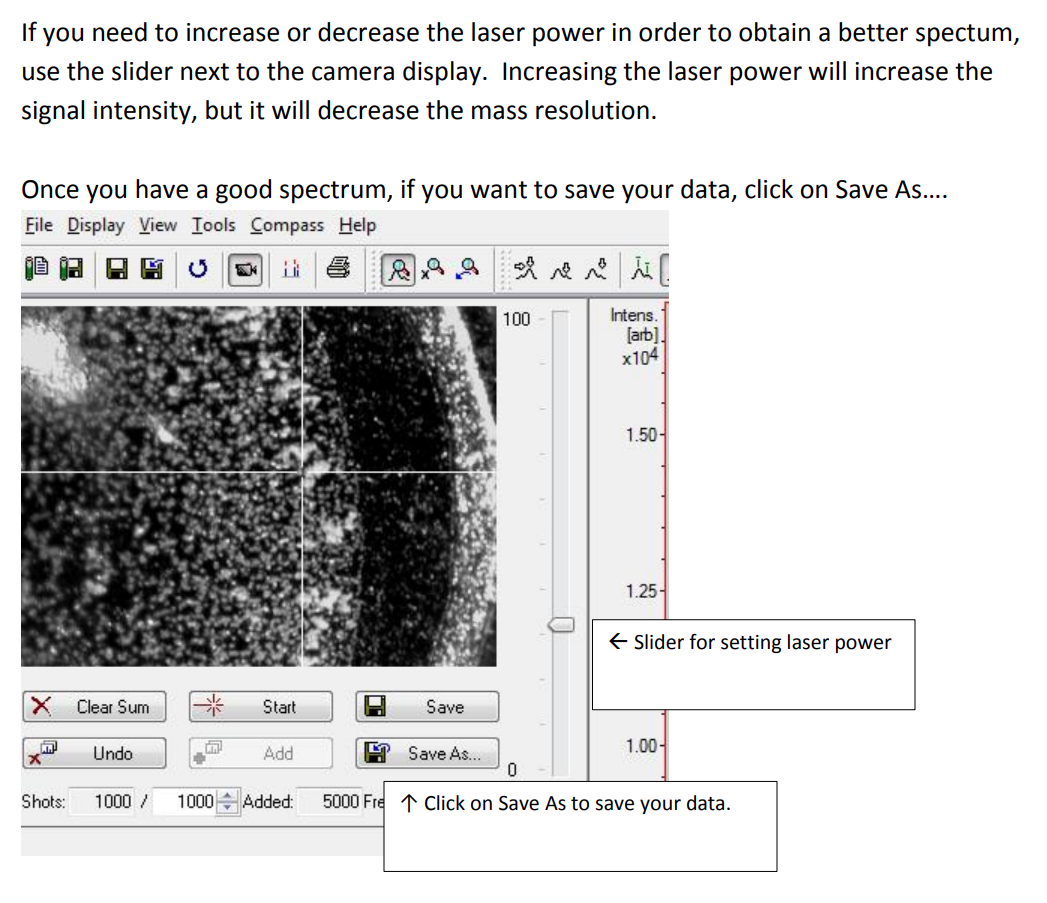 If you need to increase or decrease the laser power in order to obtain a better spectum,
use the slider next to the camera display.  Increasing the laser power will increase the
signal intensity, but it will decrease the mass resolution.
Once you have a good spectrum, if you want to save your data, click on Save As....
File Display View Tools Compass Help
100
Intens.
[arb]
x10⁴
1.50
1.25
← Slider for setting laser power
Clear Sum Start Save
Undo Add Save As...
1.00
0
Shots: 1000 / 1000 Added: 5000 Fre
↑ Click on Save As to save your data.